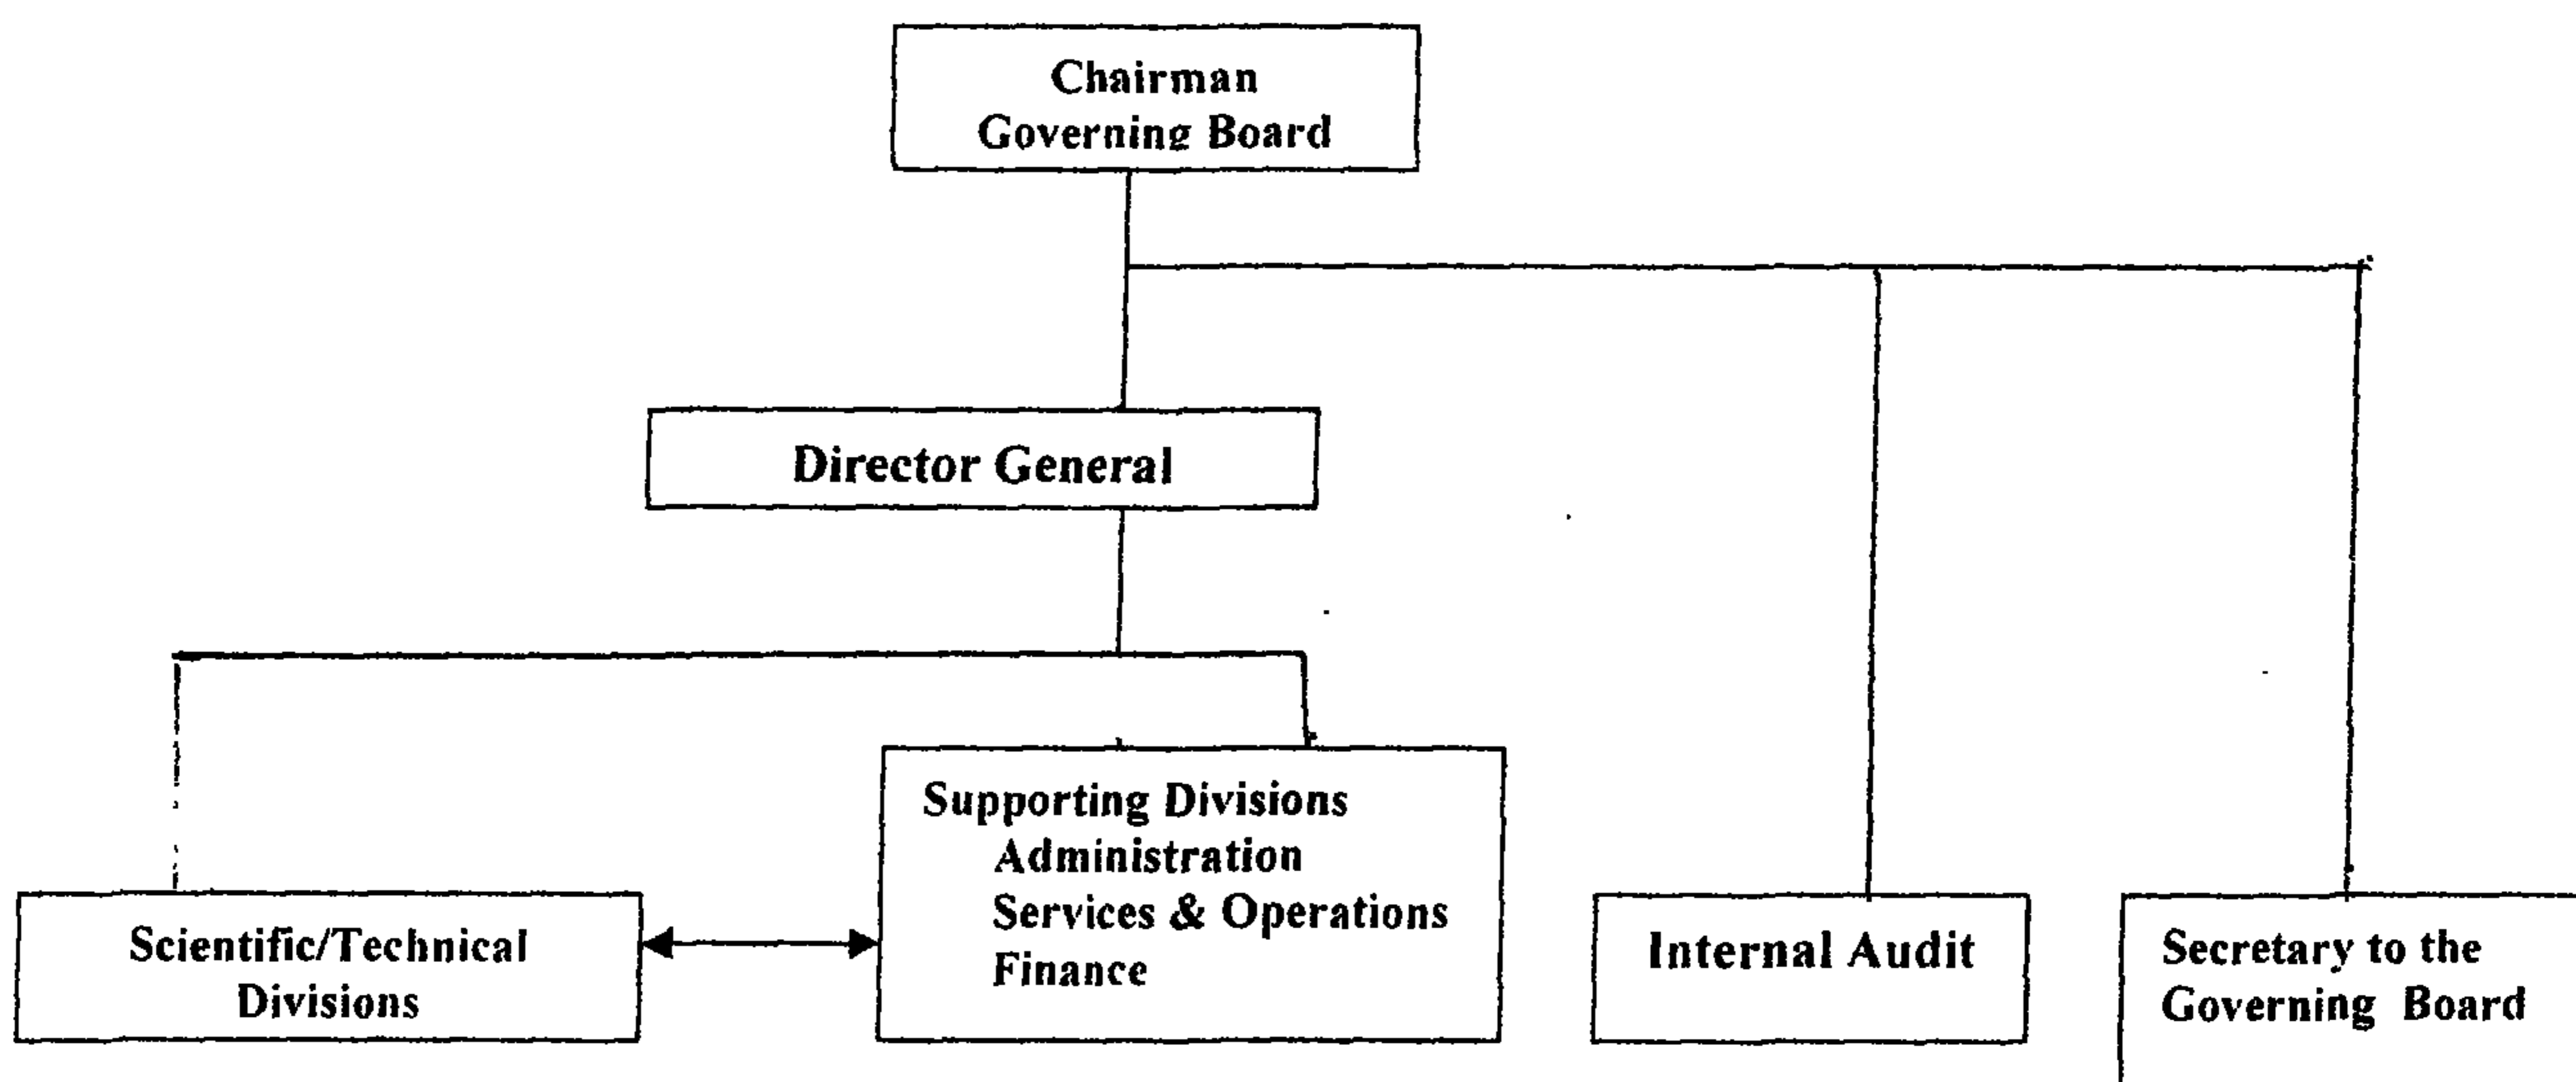 Chairman
Governing Board
Director General
Supporting Divisions
Administration
Services & Operations
Finance
Scientific/Technical
Divisions
Internal Audit
Secretary to the
Governing Board